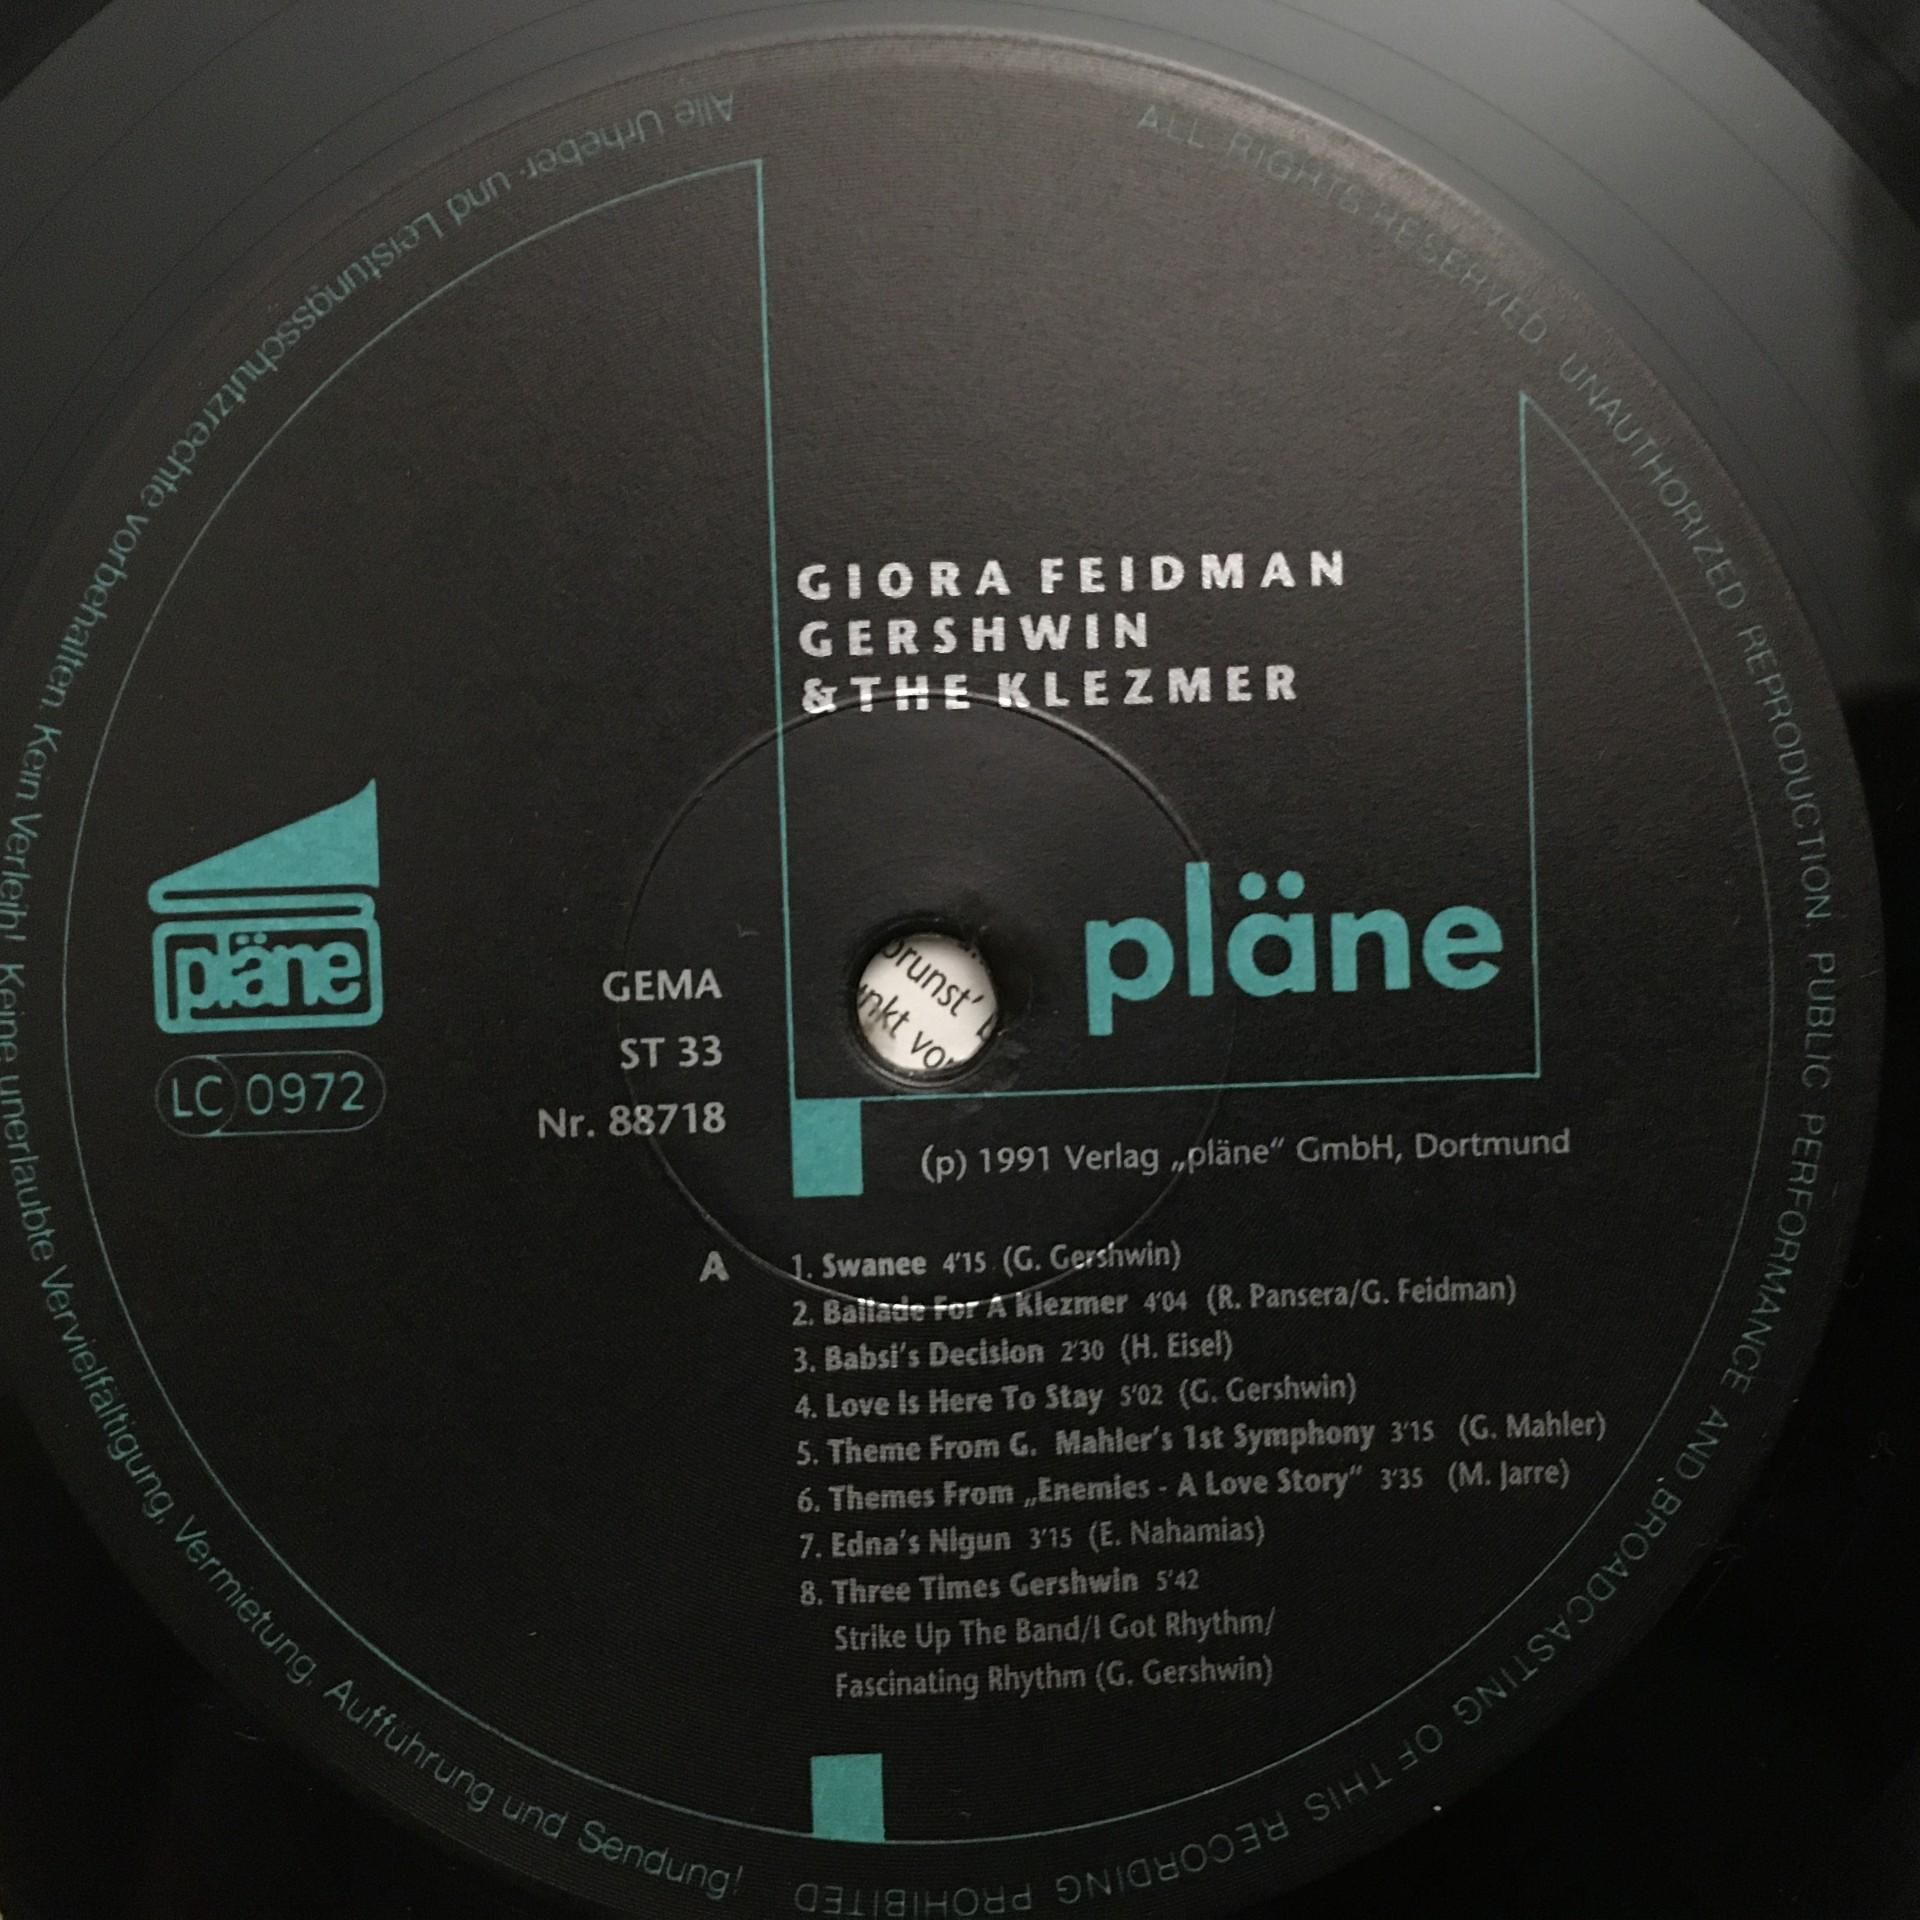 GIORA FEIDMAN
GERSHWIN
& THE KLEZMER
pläne
pläne
LC 0972
GEMA
ST 33
Nr. 88718
(p) 1991 Verlag „pläne“ GmbH, Dortmund
A
1. Swanee 4'15 (G. Gershwin)
2. Ballade For A Klezmer 4'04 (R. Pansera/G. Feidman)
3. Babsi's Decision 2'30 (H. Eisel)
4. Love Is Here To Stay 5'02 (G. Gershwin)
5. Theme From G. Mahler's 1st Symphony 3'15 (G. Mahler)
6. Themes From „Enemies - A Love Story“ 3'35 (M. Jarre)
7. Edna's Nigun 3'15 (E. Nahamias)
8. Three Times Gershwin 5'42
Strike Up The Band/I Got Rhythm/
Fascinating Rhythm (G. Gershwin)
Alle Urheber- und Leistungsschutzrechte vorbehalten. Kein Verleih! Keine unerlaubte Vervielfältigung, Vermietung, Aufführung und Sendung!
ALL RIGHTS RESERVED. UNAUTHORIZED REPRODUCTION, PUBLIC PERFORMANCE AND BROADCASTING OF THIS RECORDING PROHIBITED